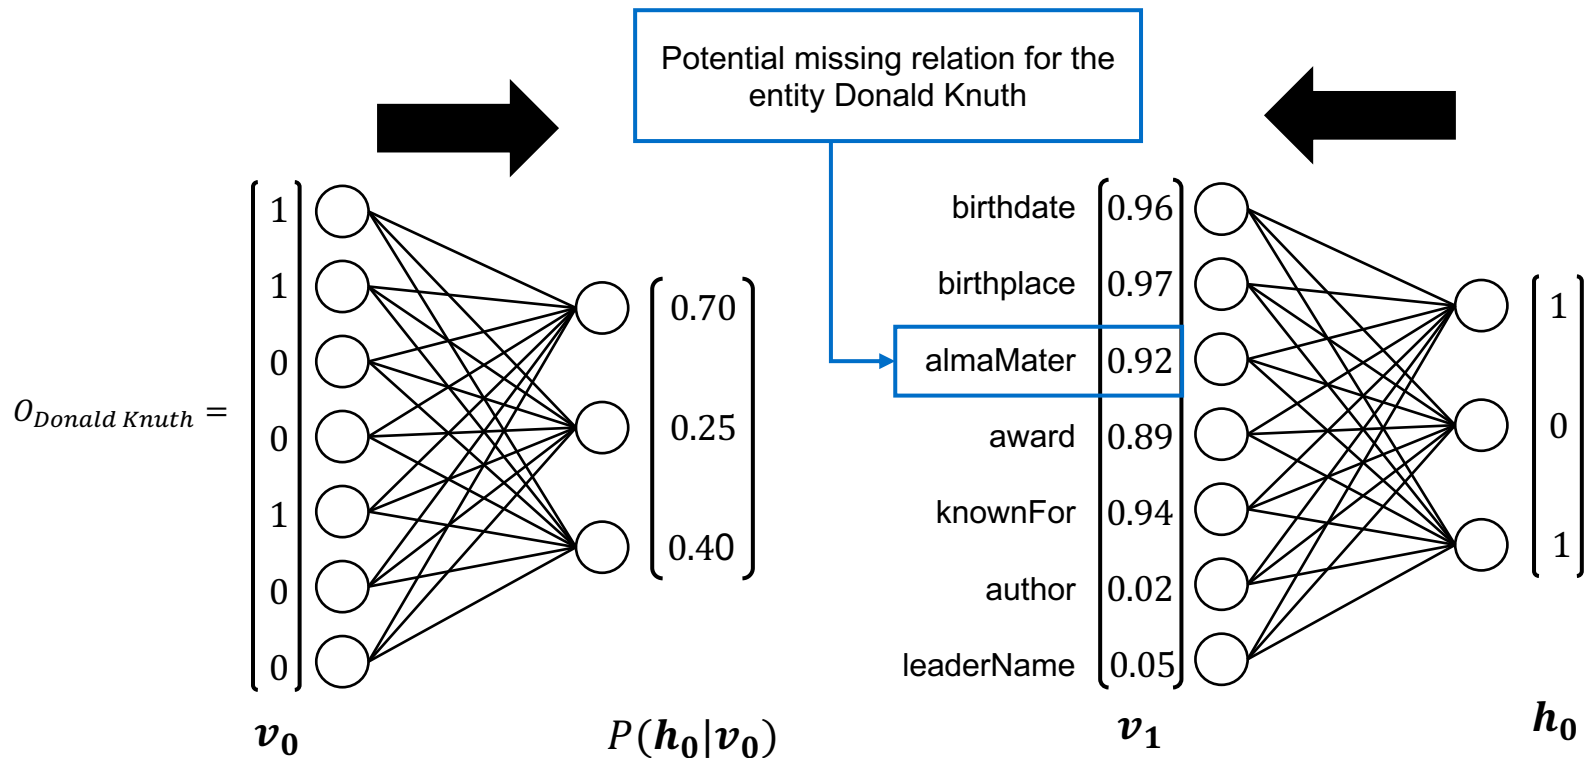 Potential missing relation for the
entity Donald Knuth
O_Donald Knuth =
1
1
0
0
1
0
0
v₀
0.70
0.25
0.40
P(h₀|v₀)
birthdate 0.96
birthplace 0.97
almaMater 0.92
award 0.89
knownFor 0.94
author 0.02
leaderName 0.05
v₁
1
0
1
h₀